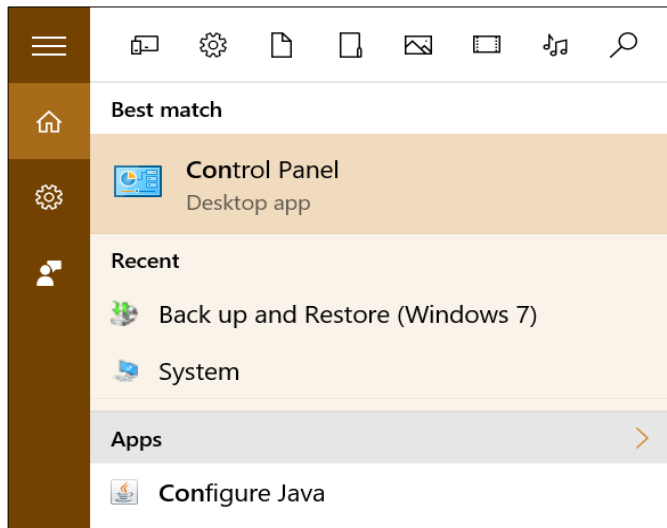 Best match
Control Panel
Desktop app
Recent
Back up and Restore (Windows 7)
System
Apps
Configure Java